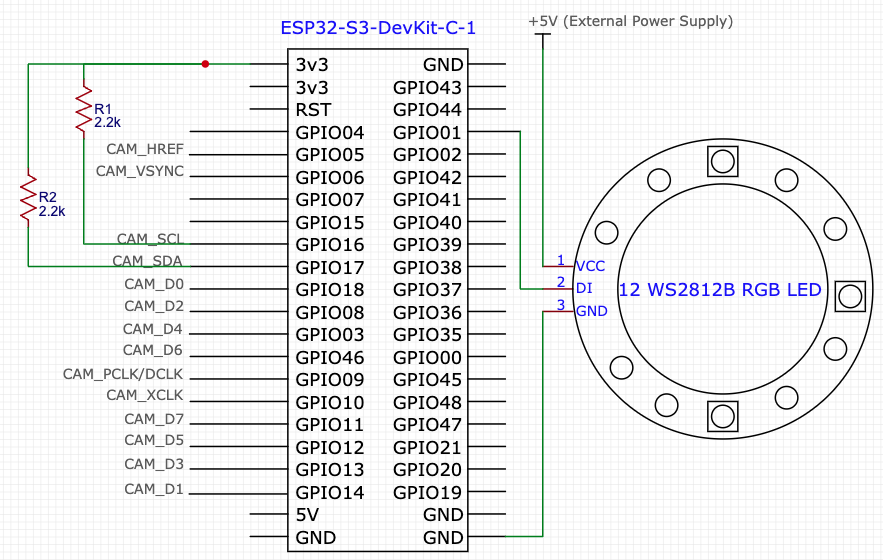 +5V (External Power Supply)
ESP32-S3-DevKit-C-1
3v3 GND
3v3 GPIO43
R1
RST GPIO44
2.2k
GPIO04 GPIO01
CAM_HREF GPIO05 GPIO02
CAM_VSYNC GPIO06 GPIO42
R2
GPIO07 GPIO41
2.2k
GPIO15 GPIO40
CAM_SCL GPIO16 GPIO39
CAM_SDA GPIO17 GPIO38 1 VCC
CAM_D0 GPIO18 GPIO37 2 DI 12 WS2812B RGB LED
CAM_D2 GPIO08 GPIO36 3 GND
CAM_D4 GPIO03 GPIO35
CAM_D6 GPIO46 GPIO00
CAM_PCLK/DCLK GPIO09 GPIO45
CAM_XCLK GPIO10 GPIO48
CAM_D7 GPIO11 GPIO47
CAM_D5 GPIO12 GPIO21
CAM_D3 GPIO13 GPIO20
CAM_D1 GPIO14 GPIO19
5V GND
GND GND